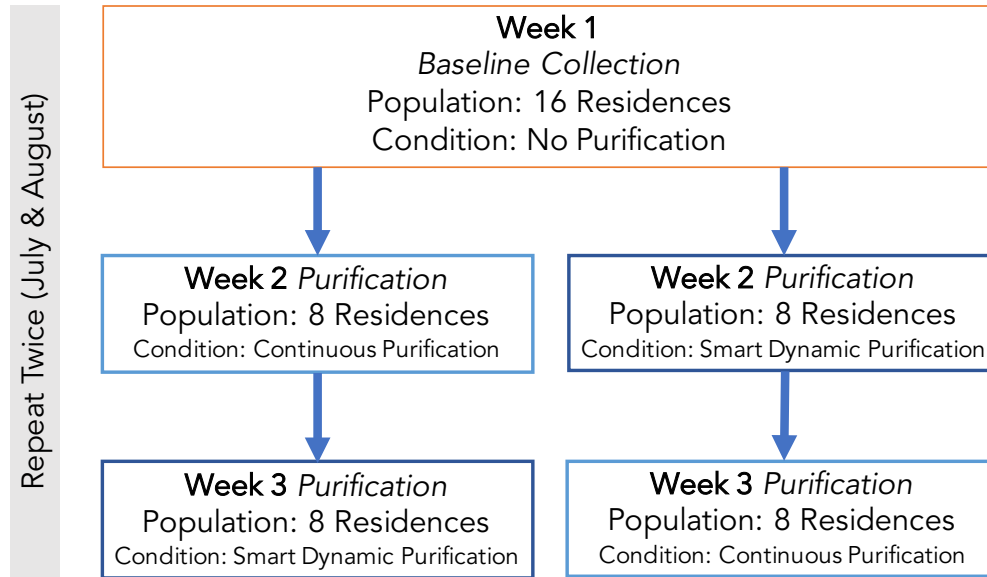 Repeat Twice (July & August)
Week 1
Baseline Collection
Population: 16 Residences
Condition: No Purification
Week 2 Purification
Population: 8 Residences
Condition: Continuous Purification
Week 2 Purification
Population: 8 Residences
Condition: Smart Dynamic Purification
Week 3 Purification
Population: 8 Residences
Condition: Smart Dynamic Purification
Week 3 Purification
Population: 8 Residences
Condition: Continuous Purification